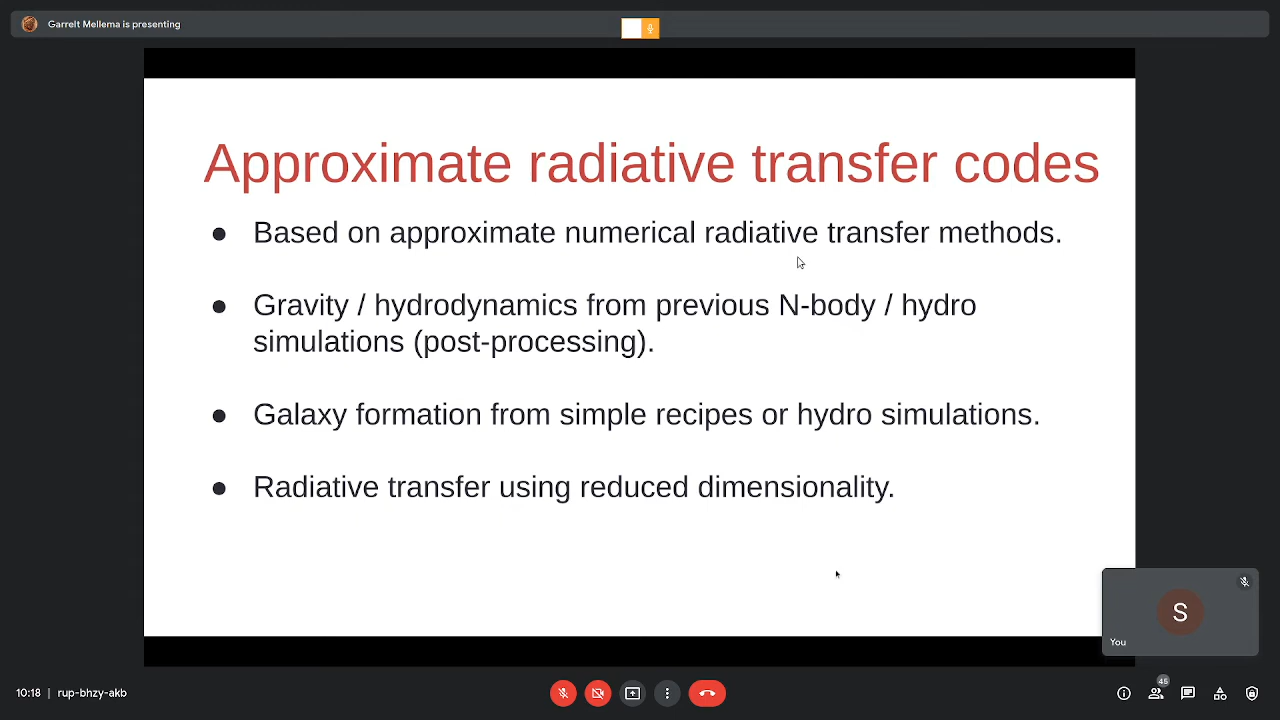 Garrelt Mellema is presenting
Approximate radiative transfer codes
● Based on approximate numerical radiative transfer methods.
● Gravity / hydrodynamics from previous N-body / hydro
simulations (post-processing).
● Galaxy formation from simple recipes or hydro simulations.
● Radiative transfer using reduced dimensionality.
S
You
10:18 | rup-bhzy-akb
45